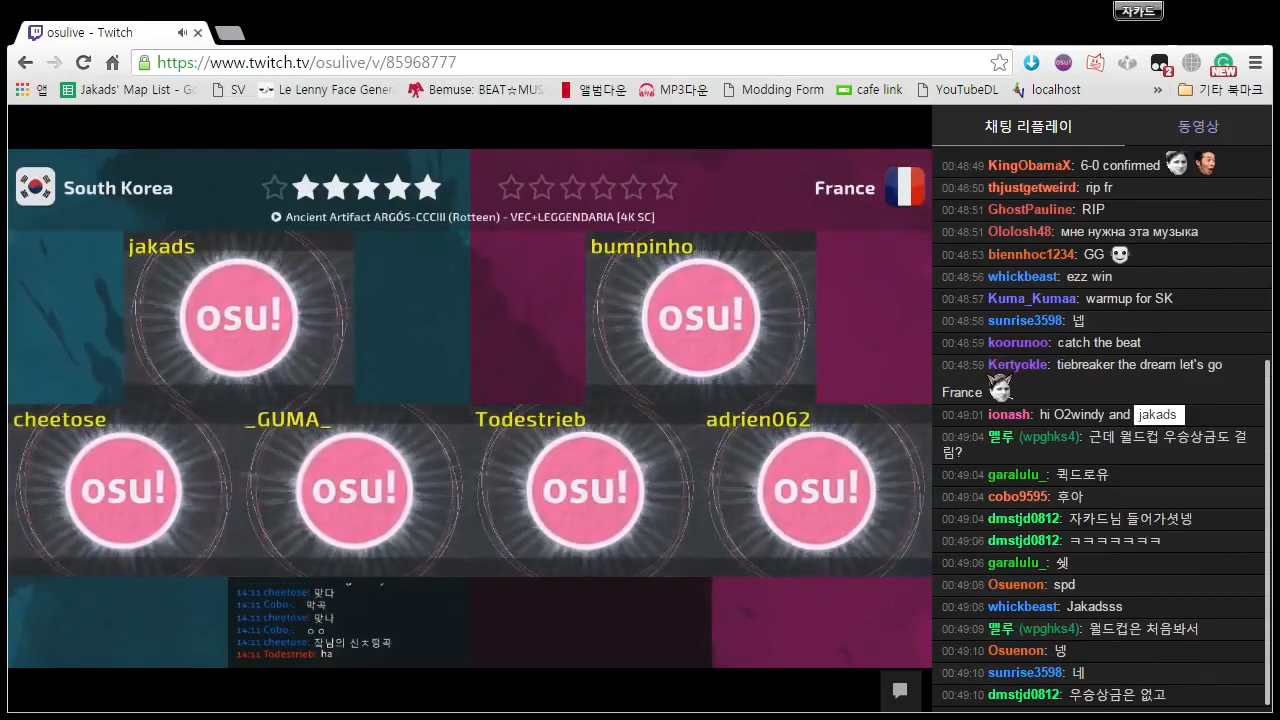 자카드
osulive - Twitch
https://www.twitch.tv/osulive/v/85968777
앱 Jakads' Map List - Go SV Le Lenny Face Gener Bemuse: BEAT☆MUS 앨범다운 MP3다운 Modding Form cafe link YouTubeDL localhost » 기타 북마크
osu! 2 NEW
South Korea
France
Ancient Artifact ARGÓS-CCCIII (Rotteen) - VEC+LEGGENDARIA [4K SC]
jakads
bumpinho
osu! osu!
cheetose _GUMA_ Todestrieb adrien062
osu! osu! osu! osu!
14:11 cheetose: 맞다
14:11 Cobo-: 막곡
14:11 cheetose: 맞나
14:11 Cobo-: ㅇㅇ
14:11 cheetose: 잘님의 신ㅊ텅곡
14:11 Todestrieb: ha
채팅 리플레이 동영상
00:48:49 KingObamaX: 6-0 confirmed
00:48:50 thjustgetweird: rip fr
00:48:51 GhostPauline: RIP
00:48:51 Ololosh48: мне нужна эта музыка
00:48:53 biennhoc1234: GG
00:48:56 whickbeast: ezz win
00:48:57 Kuma_Kumaa: warmup for SK
00:48:58 sunrise3598: 넵
00:48:59 koorunoo: catch the beat
00:48:59 Kertyokle: tiebreaker the dream let's go
France
00:49:01 ionash: hi O2windy and jakads
00:49:04 멜루 (wpghks4): 근데 월드컵 우승상금도 걸
림?
00:49:04 garalulu_: 퀵드로유
00:49:04 cobo9595: 후아
00:49:04 dmstjd0812: 자카드님 들어가셧넹
00:49:06 dmstjd0812: ㅋㅋㅋㅋㅋㅋㅋ
00:49:06 garalulu_: 쉣
00:49:08 Osuenon: spd
00:49:08 whickbeast: Jakadsss
00:49:09 멜루 (wpghks4): 월드컵은 처음봐서
00:49:10 Osuenon: 넹
00:49:10 sunrise3598: 네
00:49:10 dmstjd0812: 우승상금은 없고